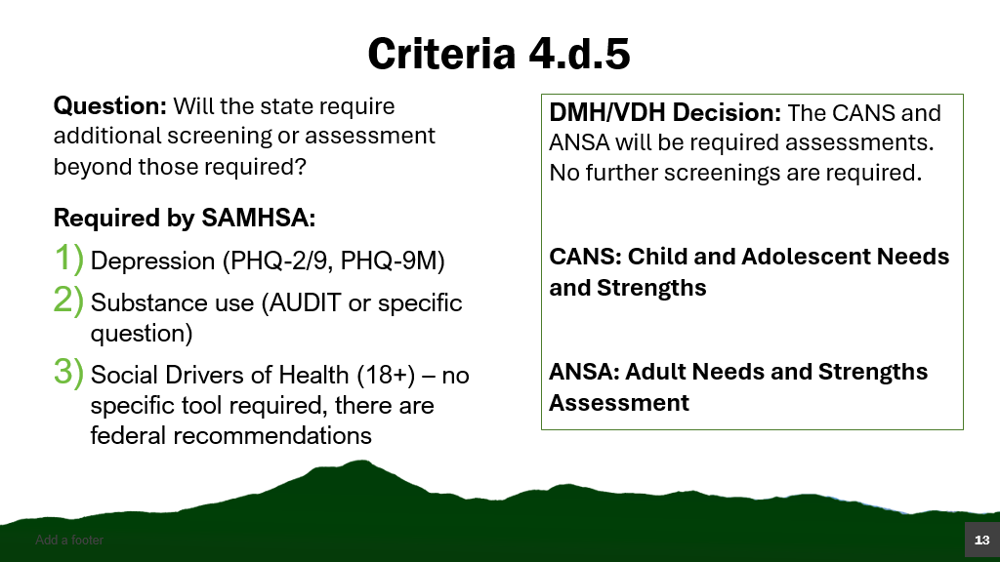 Criteria 4.d.5
Question: Will the state require
additional screening or assessment
beyond those required?
Required by SAMHSA:
1) Depression (PHQ-2/9, PHQ-9M)
2) Substance use (AUDIT or specific
question)
3) Social Drivers of Health (18+) – no
specific tool required, there are
federal recommendations
DMH/VDH Decision: The CANS and
ANSA will be required assessments.
No further screenings are required.
CANS: Child and Adolescent Needs
and Strengths
ANSA: Adult Needs and Strengths
Assessment
Add a footer
13